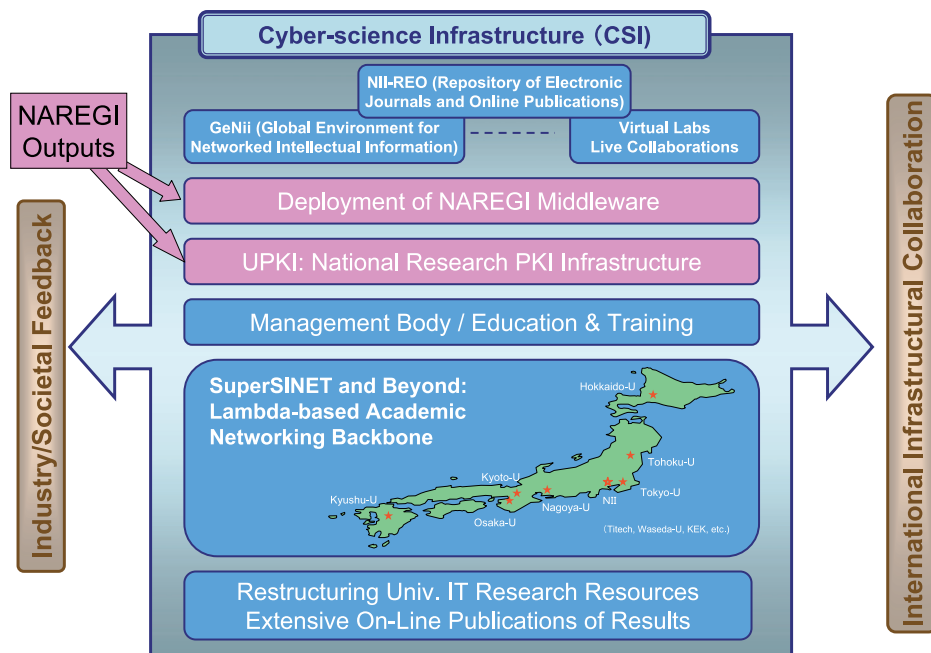 Cyber-science Infrastructure (CSI)
NII-REO (Repository of Electronic
Journals and Online Publications)
GeNii (Global Environment for
Networked Intellectual Information)
Virtual Labs
Live Collaborations
NAREGI
Outputs
Deployment of NAREGI Middleware
UPKI: National Research PKI Infrastructure
Management Body / Education & Training
Industry/Societal Feedback
International Infrastructural Collaboration
SuperSINET and Beyond:
Lambda-based Academic
Networking Backbone
Hokkaido-U
Tohoku-U
Kyoto-U
Tokyo-U
NII
Kyushu-U
Nagoya-U
Osaka-U
(Titech, Waseda-U, KEK, etc.)
Restructuring Univ. IT Research Resources
Extensive On-Line Publications of Results